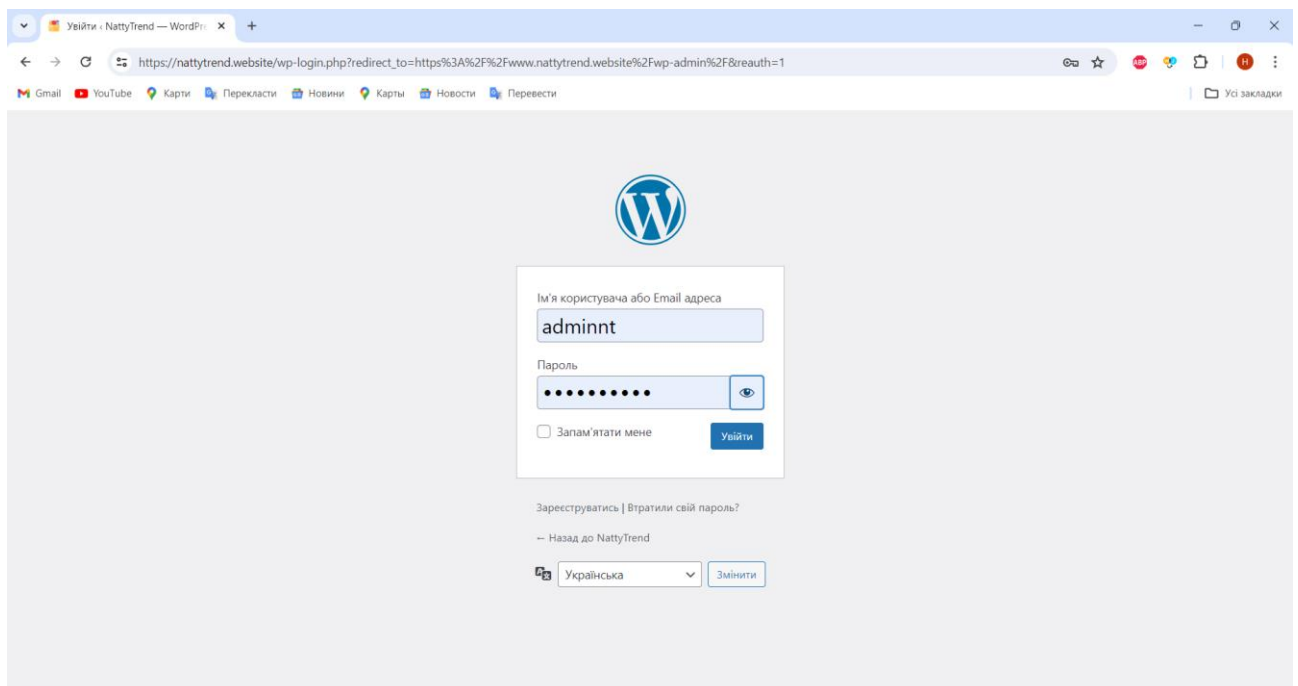 Увійти ‹ NattyTrend — WordPr
https://nattytrend.website/wp-login.php?redirect_to=https%3A%2F%2Fwww.nattytrend.website%2Fwp-admin%2F&reauth=1
ABP H
Gmail YouTube Карти Перекласти Новини Карты Новости Перевести Усі закладки
Ім'я користувача або Email адреса
adminnt
Пароль
Запам'ятати мене Увійти
Зареєструватись | Втратили свій пароль?
← Назад до NattyTrend
Українська Змінити